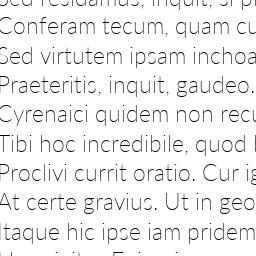 Sed residamus, inquit, si pl
Conferam tecum, quam cu
Sed virtutem ipsam inchoa
Praeteritis, inquit, gaudeo.
Cyrenaici quidem non recu
Tibi hoc incredibile, quod
Proclivi currit oratio. Cur ig
At certe gravius. Ut in geo
Itaque hic ipse iam pridem